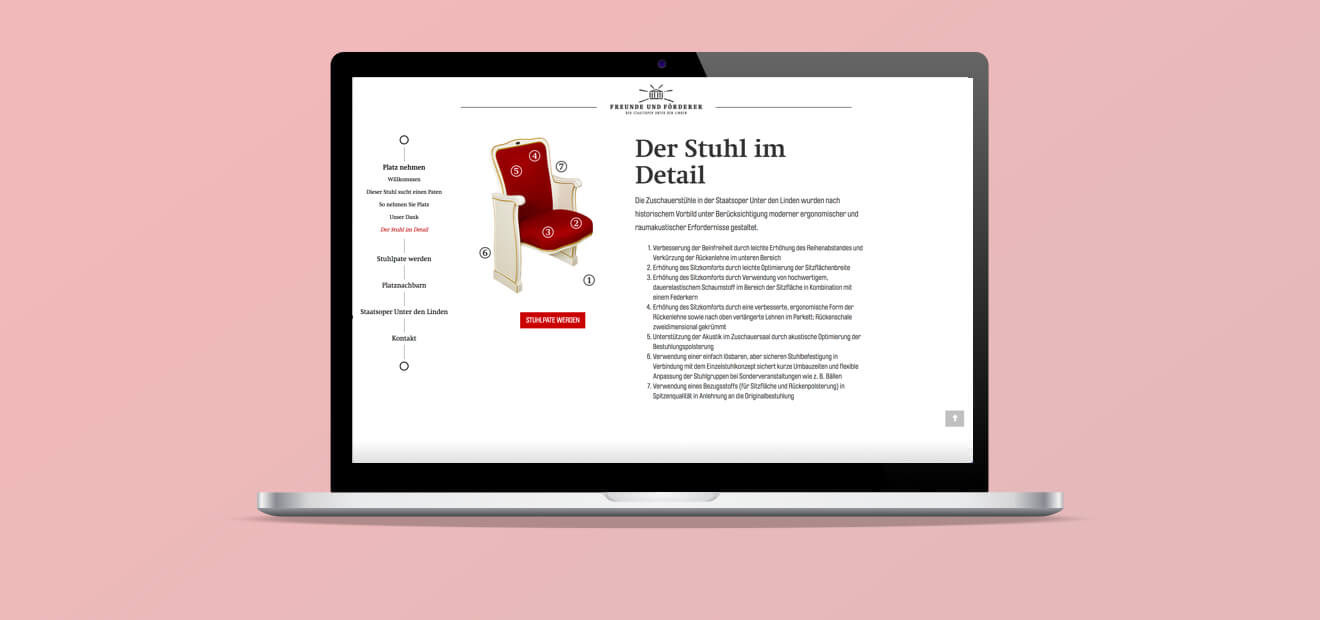 FREUNDE UND FÖRDERER
DER STAATSOPER UNTER DEN LINDEN
Platz nehmen
Willkommen
Dieser Stuhl sucht einen Paten
So nehmen Sie Platz
Unser Dank
Der Stuhl im Detail
Stuhlpate werden
Platznachbarn
Staatsoper Unter den Linden
Kontakt
4
5
7
2
3
6
1
STUHLPATE WERDEN
Der Stuhl im
Detail
Die Zuschauerstühle in der Staatsoper Unter den Linden wurden nach
historischem Vorbild unter Berücksichtigung moderner ergonomischer und
raumakustischer Erfordernisse gestaltet.
1. Verbesserung der Beinfreiheit durch leichte Erhöhung des Reihenabstandes und
Verkürzung der Rückenlehne im unteren Bereich
2. Erhöhung des Sitzkomforts durch leichte Optimierung der Sitzflächenbreite
3. Erhöhung des Sitzkomforts durch Verwendung von hochwertigem,
dauerelastischem Schaumstoff im Bereich der Sitzfläche in Kombination mit
einem Federkern
4. Erhöhung des Sitzkomforts durch eine verbesserte, ergonomische Form der
Rückenlehne sowie nach oben verlängerte Lehnen im Parkett; Rückenschale
zweidimensional gekrümmt
5. Unterstützung der Akustik im Zuschauersaal durch akustische Optimierung der
Bestuhlungspolsterung
6. Verwendung einer einfach lösbaren, aber sicheren Stuhlbefestigung in
Verbindung mit dem Einzelstuhlkonzept sichert kurze Umbauzeiten und flexible
Anpassung der Stuhlgruppen bei Sonderveranstaltungen wie z. B. Bällen
7. Verwendung eines Bezugsstoffs (für Sitzfläche und Rückenpolsterung) in
Spitzenqualität in Anlehnung an die Originalbestuhlung